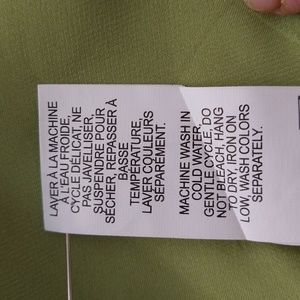 LAVER À LA MACHINE
À L'EAU FROIDE,
CYCLE DÉLICAT, NE
PAS JAVELLISER,
SUSPENDRE POUR
SÉCHER, REPASSER À
BASSE
TEMPÉRATURE,
LAVER COULEURS
SÉPARÉMENT.
MACHINE WASH IN
COLD WATER,
GENTLE CYCLE, DO
NOT BLEACH, HANG
TO DRY, IRON ON
LOW, WASH COLORS
SEPARATELY.